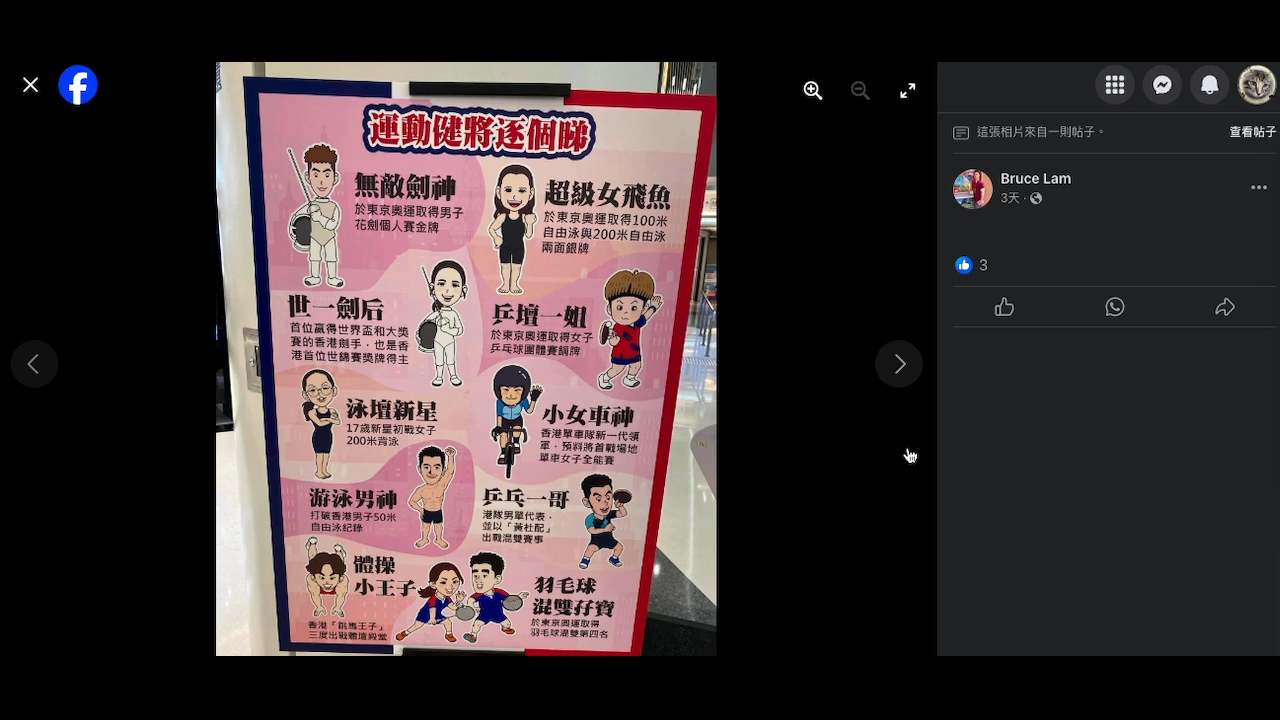 運動健將逐個睇
無敵劍神
於東京奧運取得男子
花劍個人賽金牌
超級女飛魚
於東京奧運取得100米
自由泳與200米自由泳
兩面銀牌
世一劍后
首位贏得世界盃和大獎
賽的香港劍手，也是香
港首位世錦賽獎牌得主
乒壇一姐
於東京奧運取得女子
乒乓球團體賽銅牌
泳壇新星
17歲新星初戰女子
200米背泳
小女車神
香港單車隊新一代領
軍，預料將首戰場地
單車女子全能賽
游泳男神
打破香港男子50米
自由泳紀錄
乒乓一哥
港隊男單代表，
並以「黃杜配」
出戰混雙賽事
體操
小王子
香港「跳馬王子」
三度出戰體壇殿堂
羽毛球
混雙孖寶
於東京奧運取得
羽毛球混雙第四名
這張相片來自一則帖子。
查看帖子
Bruce Lam
3天
3